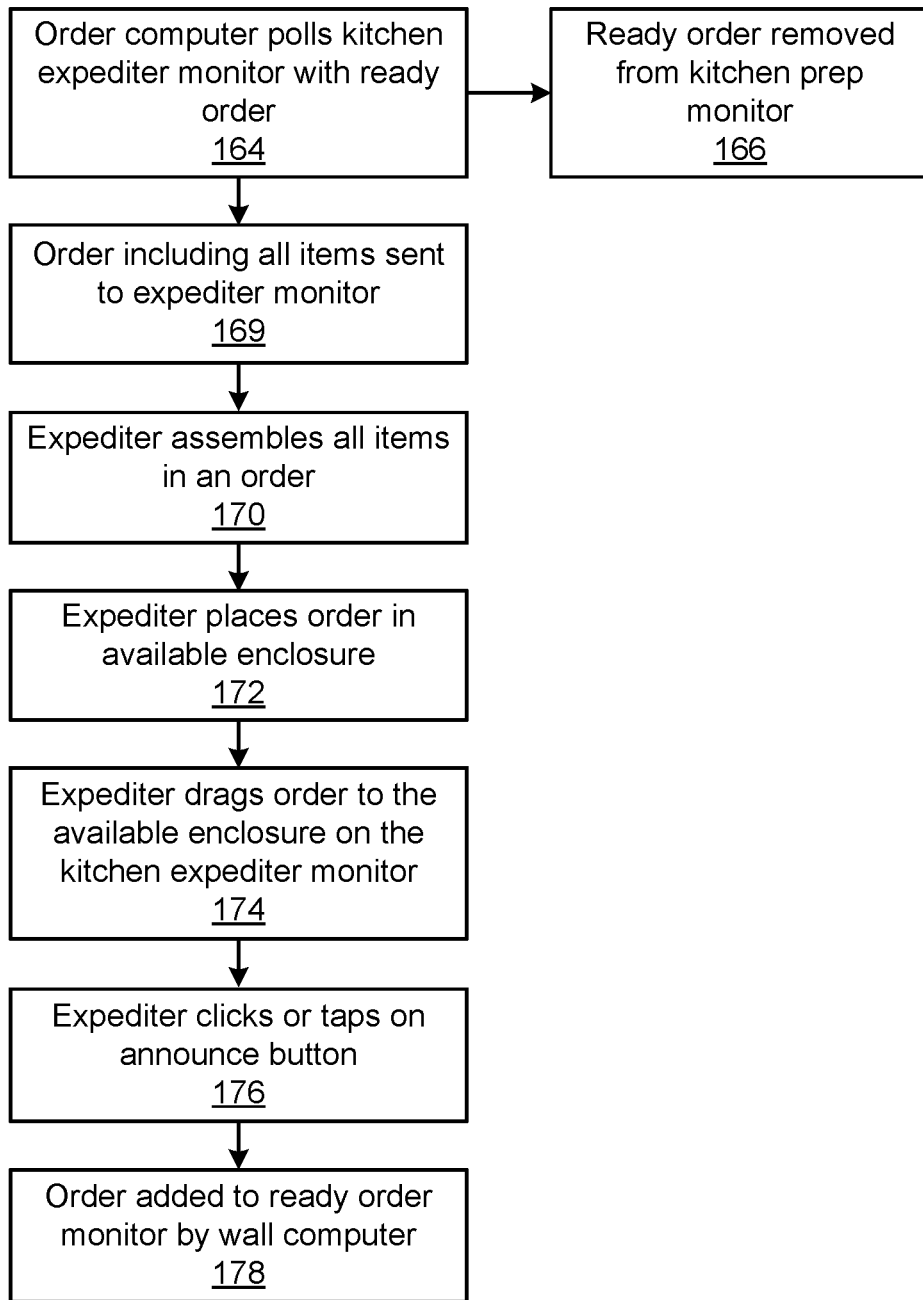 Order computer polls kitchen
expediter monitor with ready
order
164
Ready order removed
from kitchen prep
monitor
166
Order including all items sent
to expediter monitor
169
Expediter assembles all items
in an order
170
Expediter places order in
available enclosure
172
Expediter drags order to the
available enclosure on the
kitchen expediter monitor
174
Expediter clicks or taps on
announce button
176
Order added to ready order
monitor by wall computer
178